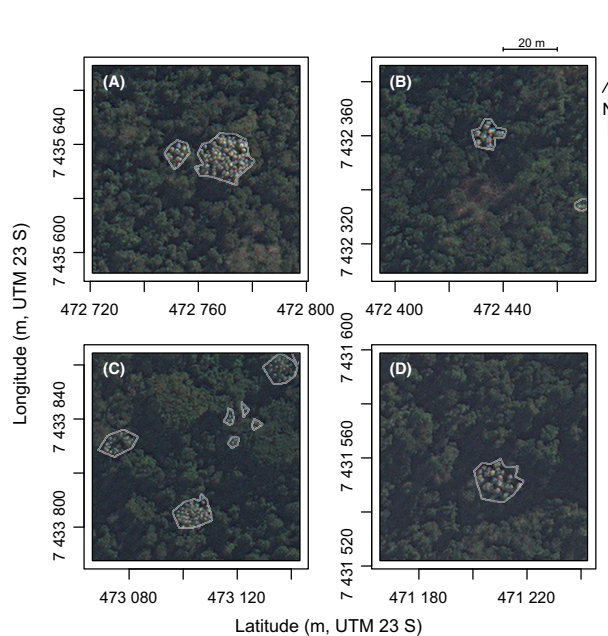 20 m
(A)
(B)
N
7 435 640
7 435 600
7 432 360
7 432 320
472 720
472 760
472 800
472 400
472 440
Longitude (m, UTM 23 S)
(C)
(D)
7 433 840
7 433 800
7 431 600
7 431 560
7 431 520
473 080
473 120
471 180
471 220
Latitude (m, UTM 23 S)